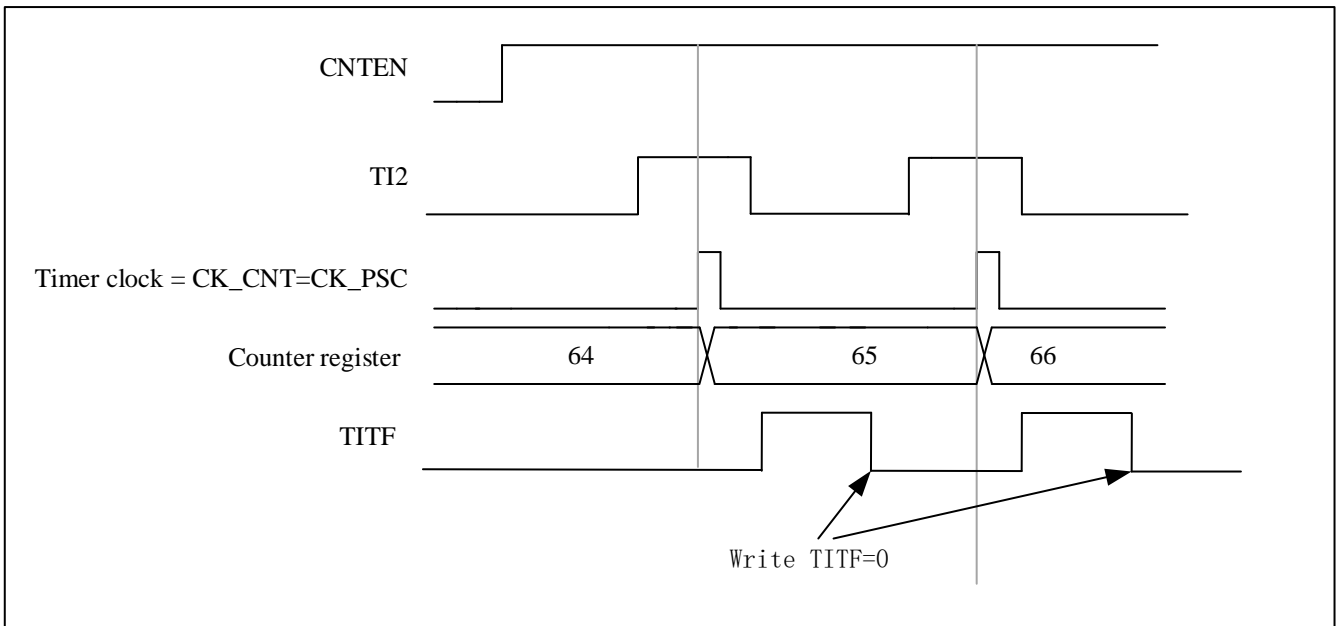 CNTEN
TI2
Timer clock = CK_CNT=CK_PSC
Counter register
64
65
66
TITF
Write TITF=0